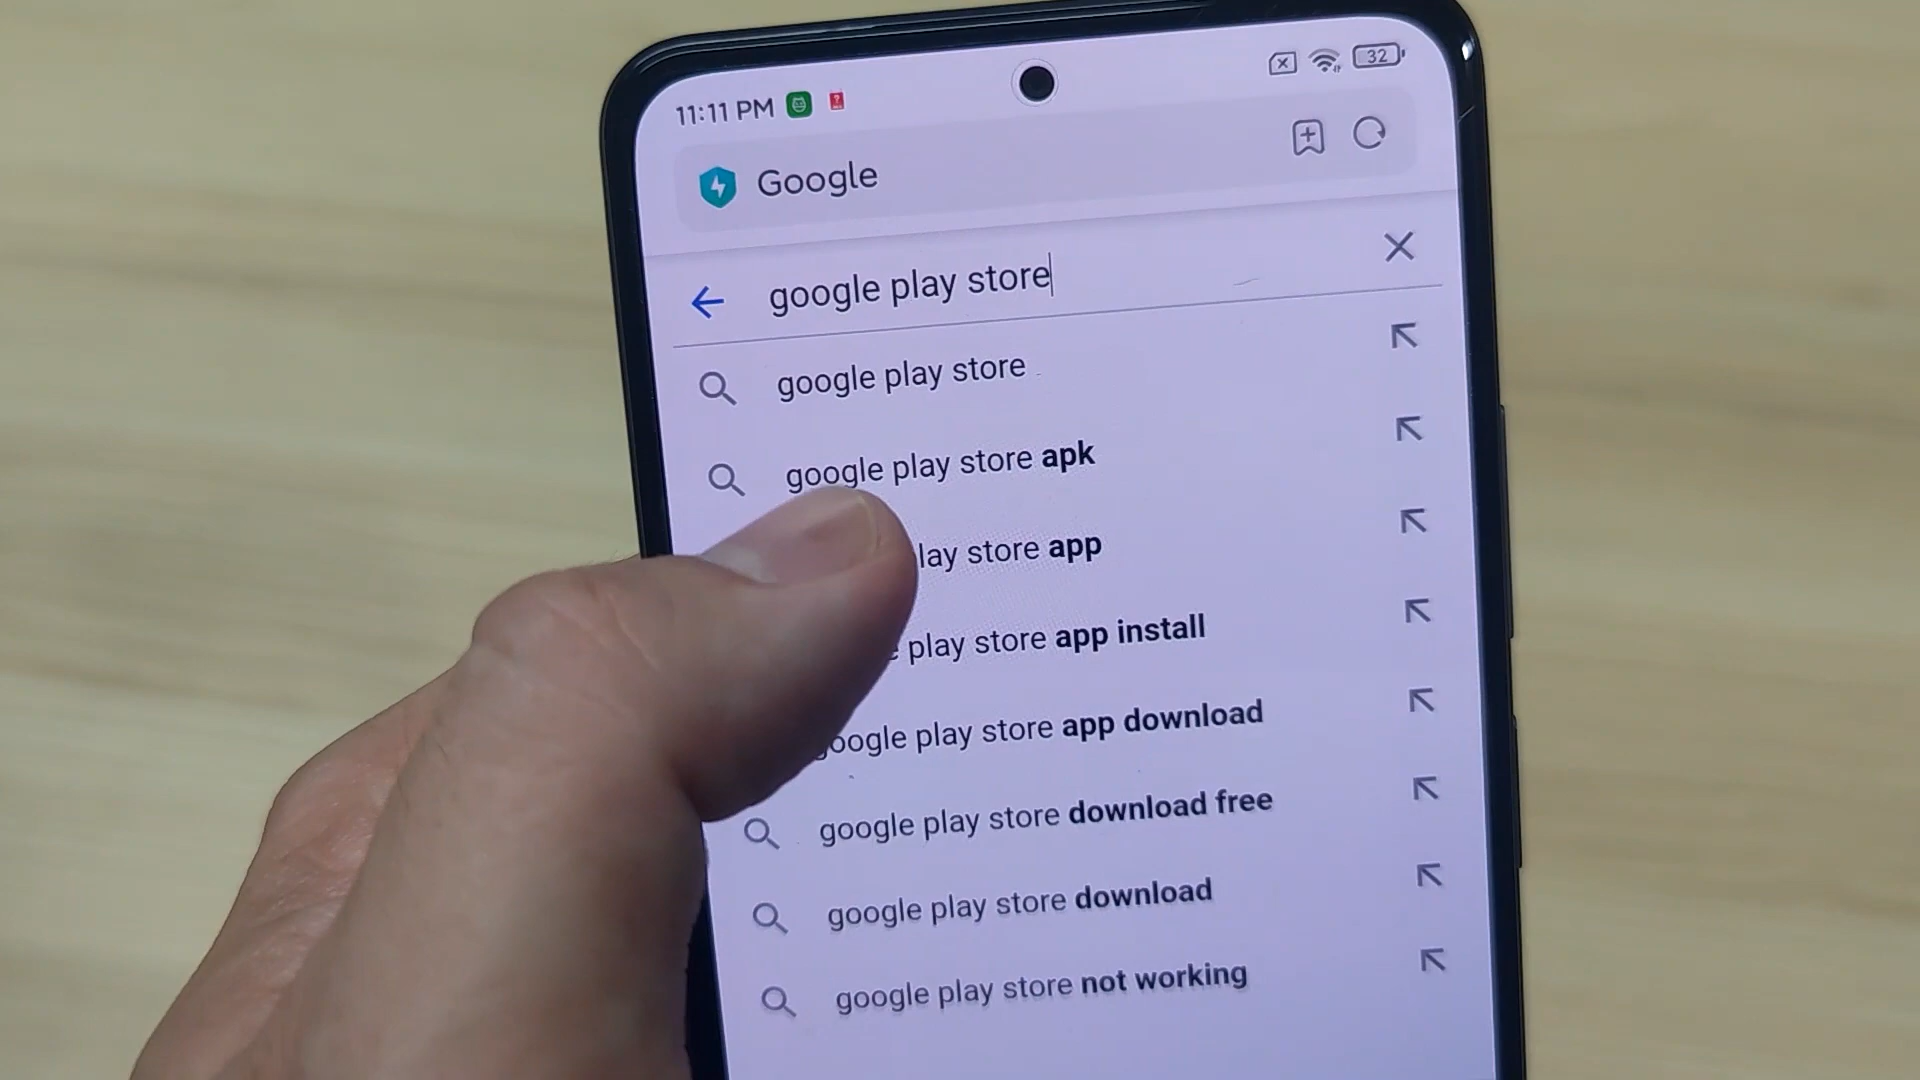 11:11 PM 32
Google
google play store
google play store
google play store apk
lay store app
play store app install
oogle play store app download
google play store download free
google play store download
google play store not working